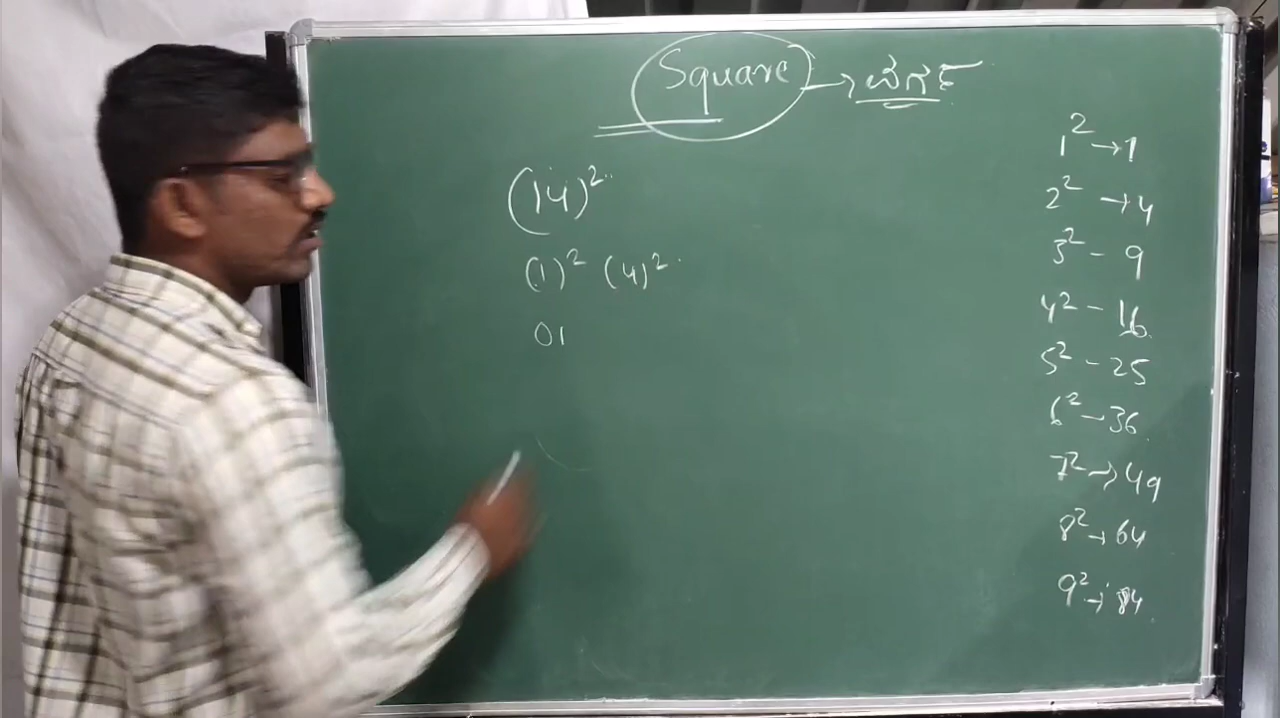 Square → ವರ್ಗ
(14)²
(1)² (4)²
01
1² → 1
2² → 4
3² - 9
4² - 16
5² - 25
6² - 36
7² → 49
8² → 64
9² → 84